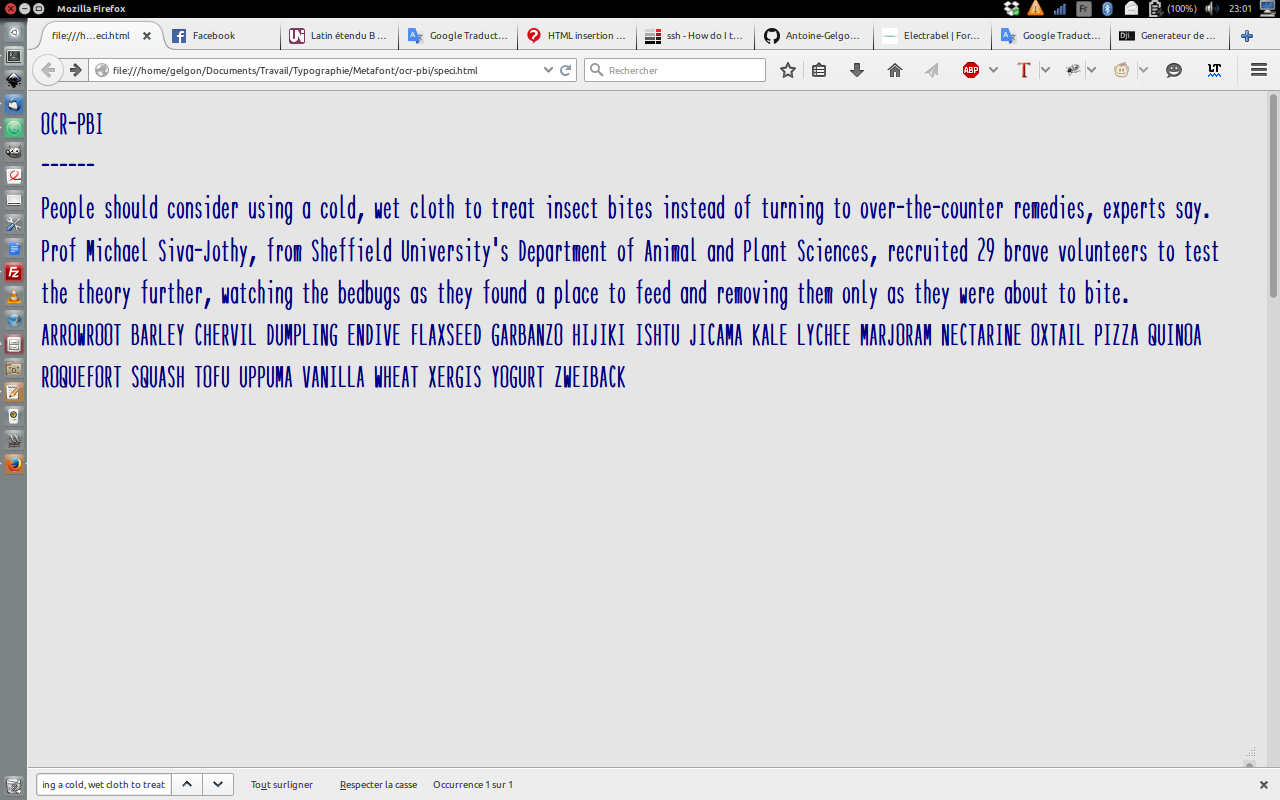 Mozilla Firefox
Fr
(100%)
23:01
file:///h...eci.html
Facebook
Latin étendu B ...
Google Traduct...
HTML insertion ...
ssh - How do I t...
Antoine-Gelgo...
Electrabel | For...
Google Traduct...
Generateur de ...
file:///home/gelgon/Documents/Travail/Typographie/Metafont/ocr-pbi/speci.html
Rechercher
ABP
T
LT
OCR-PBI
------
People should consider using a cold, wet cloth to treat insect bites instead of turning to over-the-counter remedies, experts say.
Prof Michael Siva-Jothy, from Sheffield University's Department of Animal and Plant Sciences, recruited 29 brave volunteers to test
the theory further, watching the bedbugs as they found a place to feed and removing them only as they were about to bite.
ARROWROOT BARLEY CHERVIL DUMPLING ENDIVE FLAXSEED GARBANZO HIJIKI ISHTU JICAMA KALE LYCHEE MARJORAM NECTARINE OXTAIL PIZZA QUINOA
ROQUEFORT SQUASH TOFU UPPUMA VANILLA WHEAT XERGIS YOGURT ZWEIBACK
ing a cold, wet cloth to treat
Tout surligner
Respecter la casse
Occurrence 1 sur 1